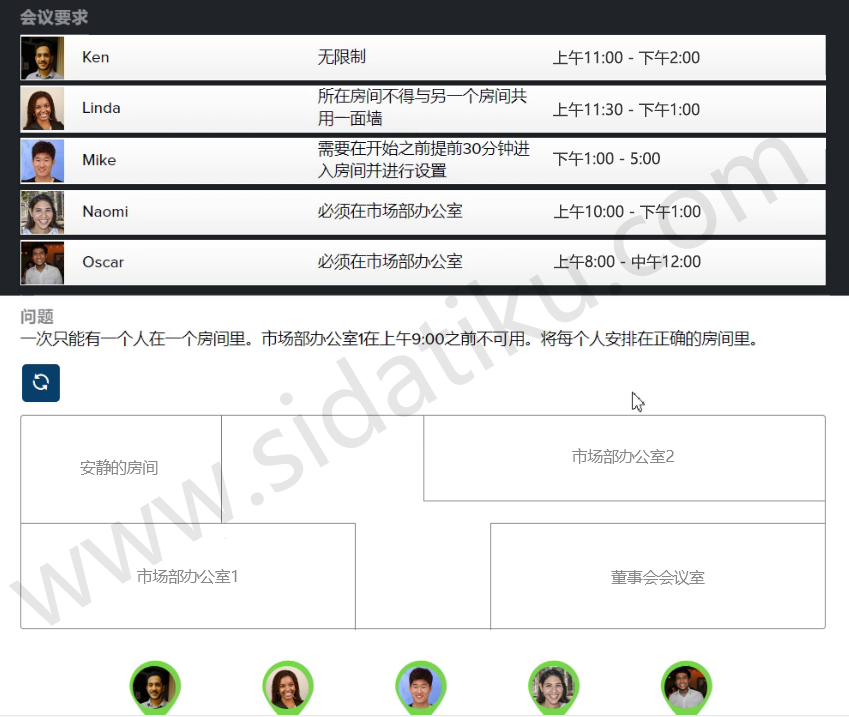 会议要求
Ken 无限制 上午11:00 - 下午2:00
Linda 所在房间不得与另一个房间共 上午11:30 - 下午1:00
用一面墙
Mike 需要在开始之前提前30分钟进 下午1:00 - 5:00
入房间并进行设置
Naomi 必须在市场部办公室 上午10:00 - 下午1:00
Oscar 必须在市场部办公室 上午8:00 - 中午12:00
问题
一次只能有一个人在一个房间里。市场部办公室1在上午9:00之前不可用。将每个人安排在正确的房间里。
安静的房间
市场部办公室2
市场部办公室1
董事会会议室
www.sidatiku.com